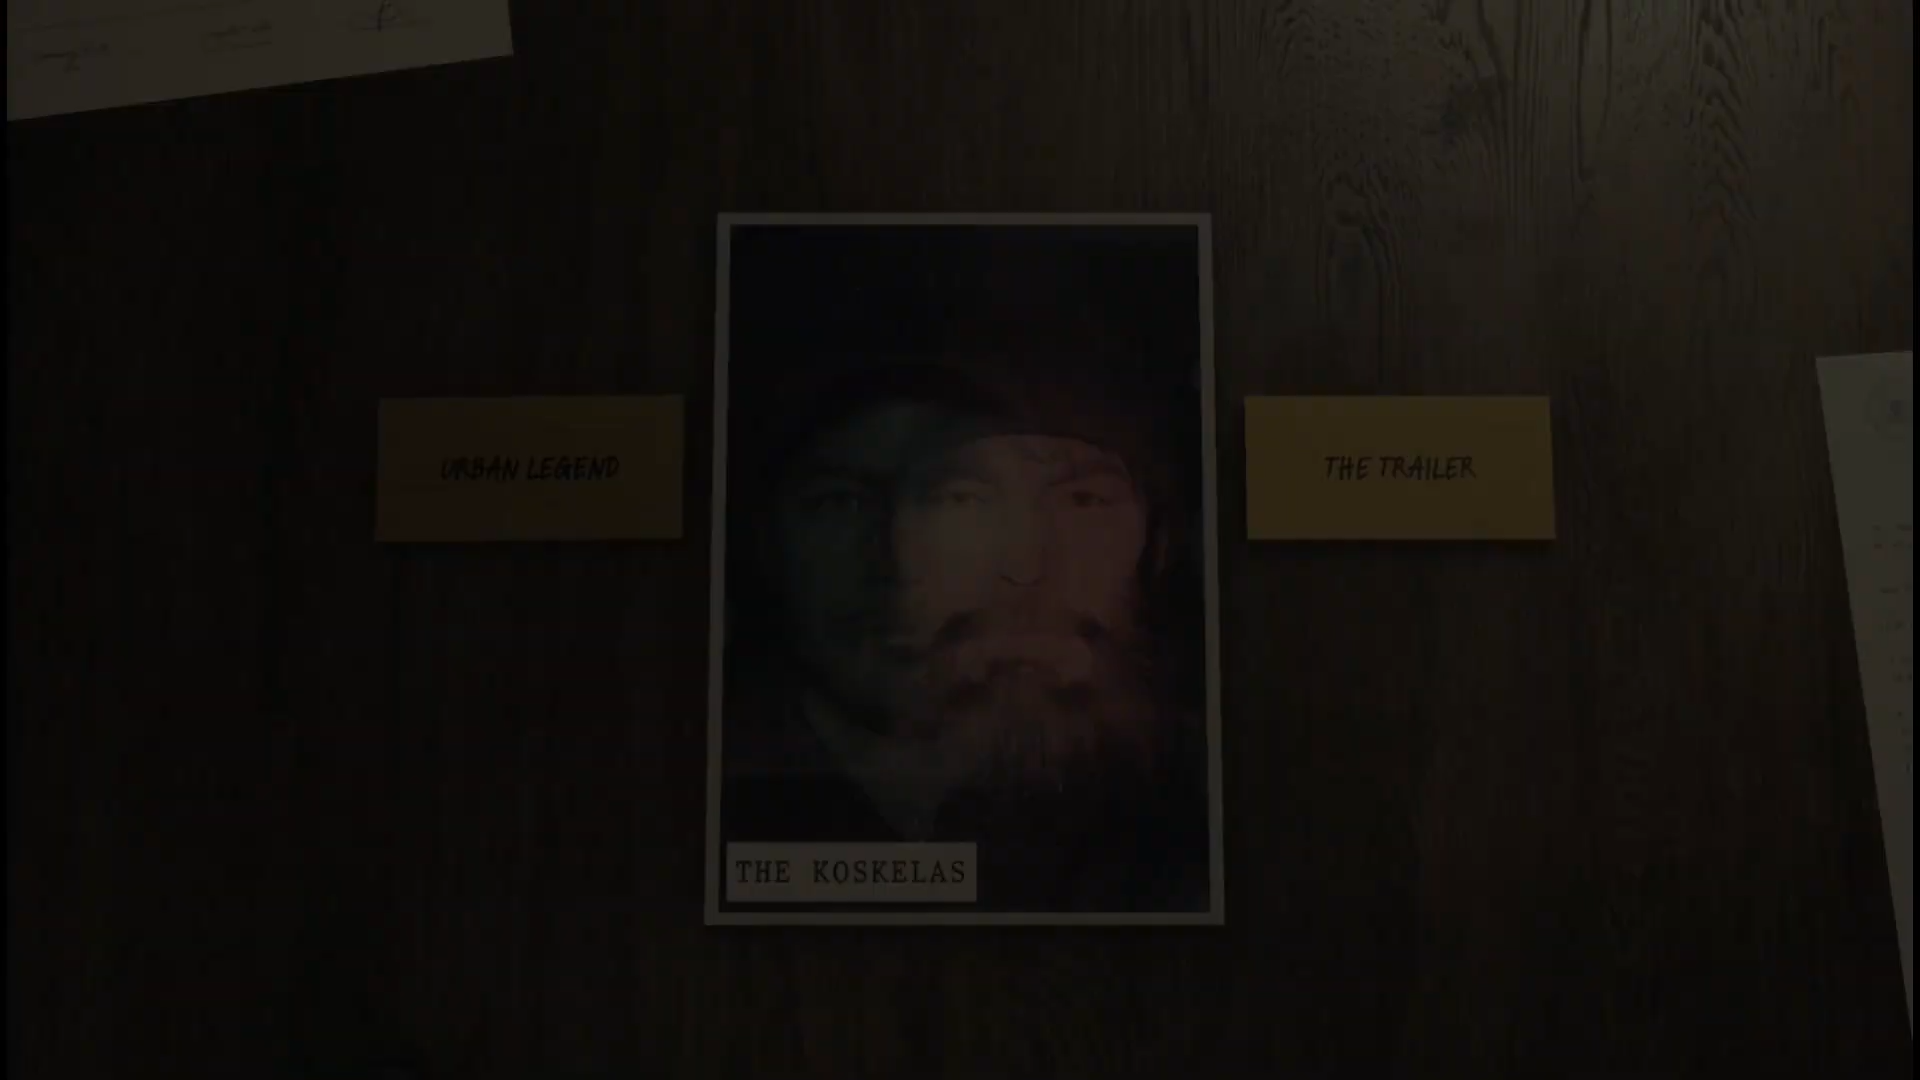 URBAN LEGEND
THE TRAILER
THE KOSKELAS